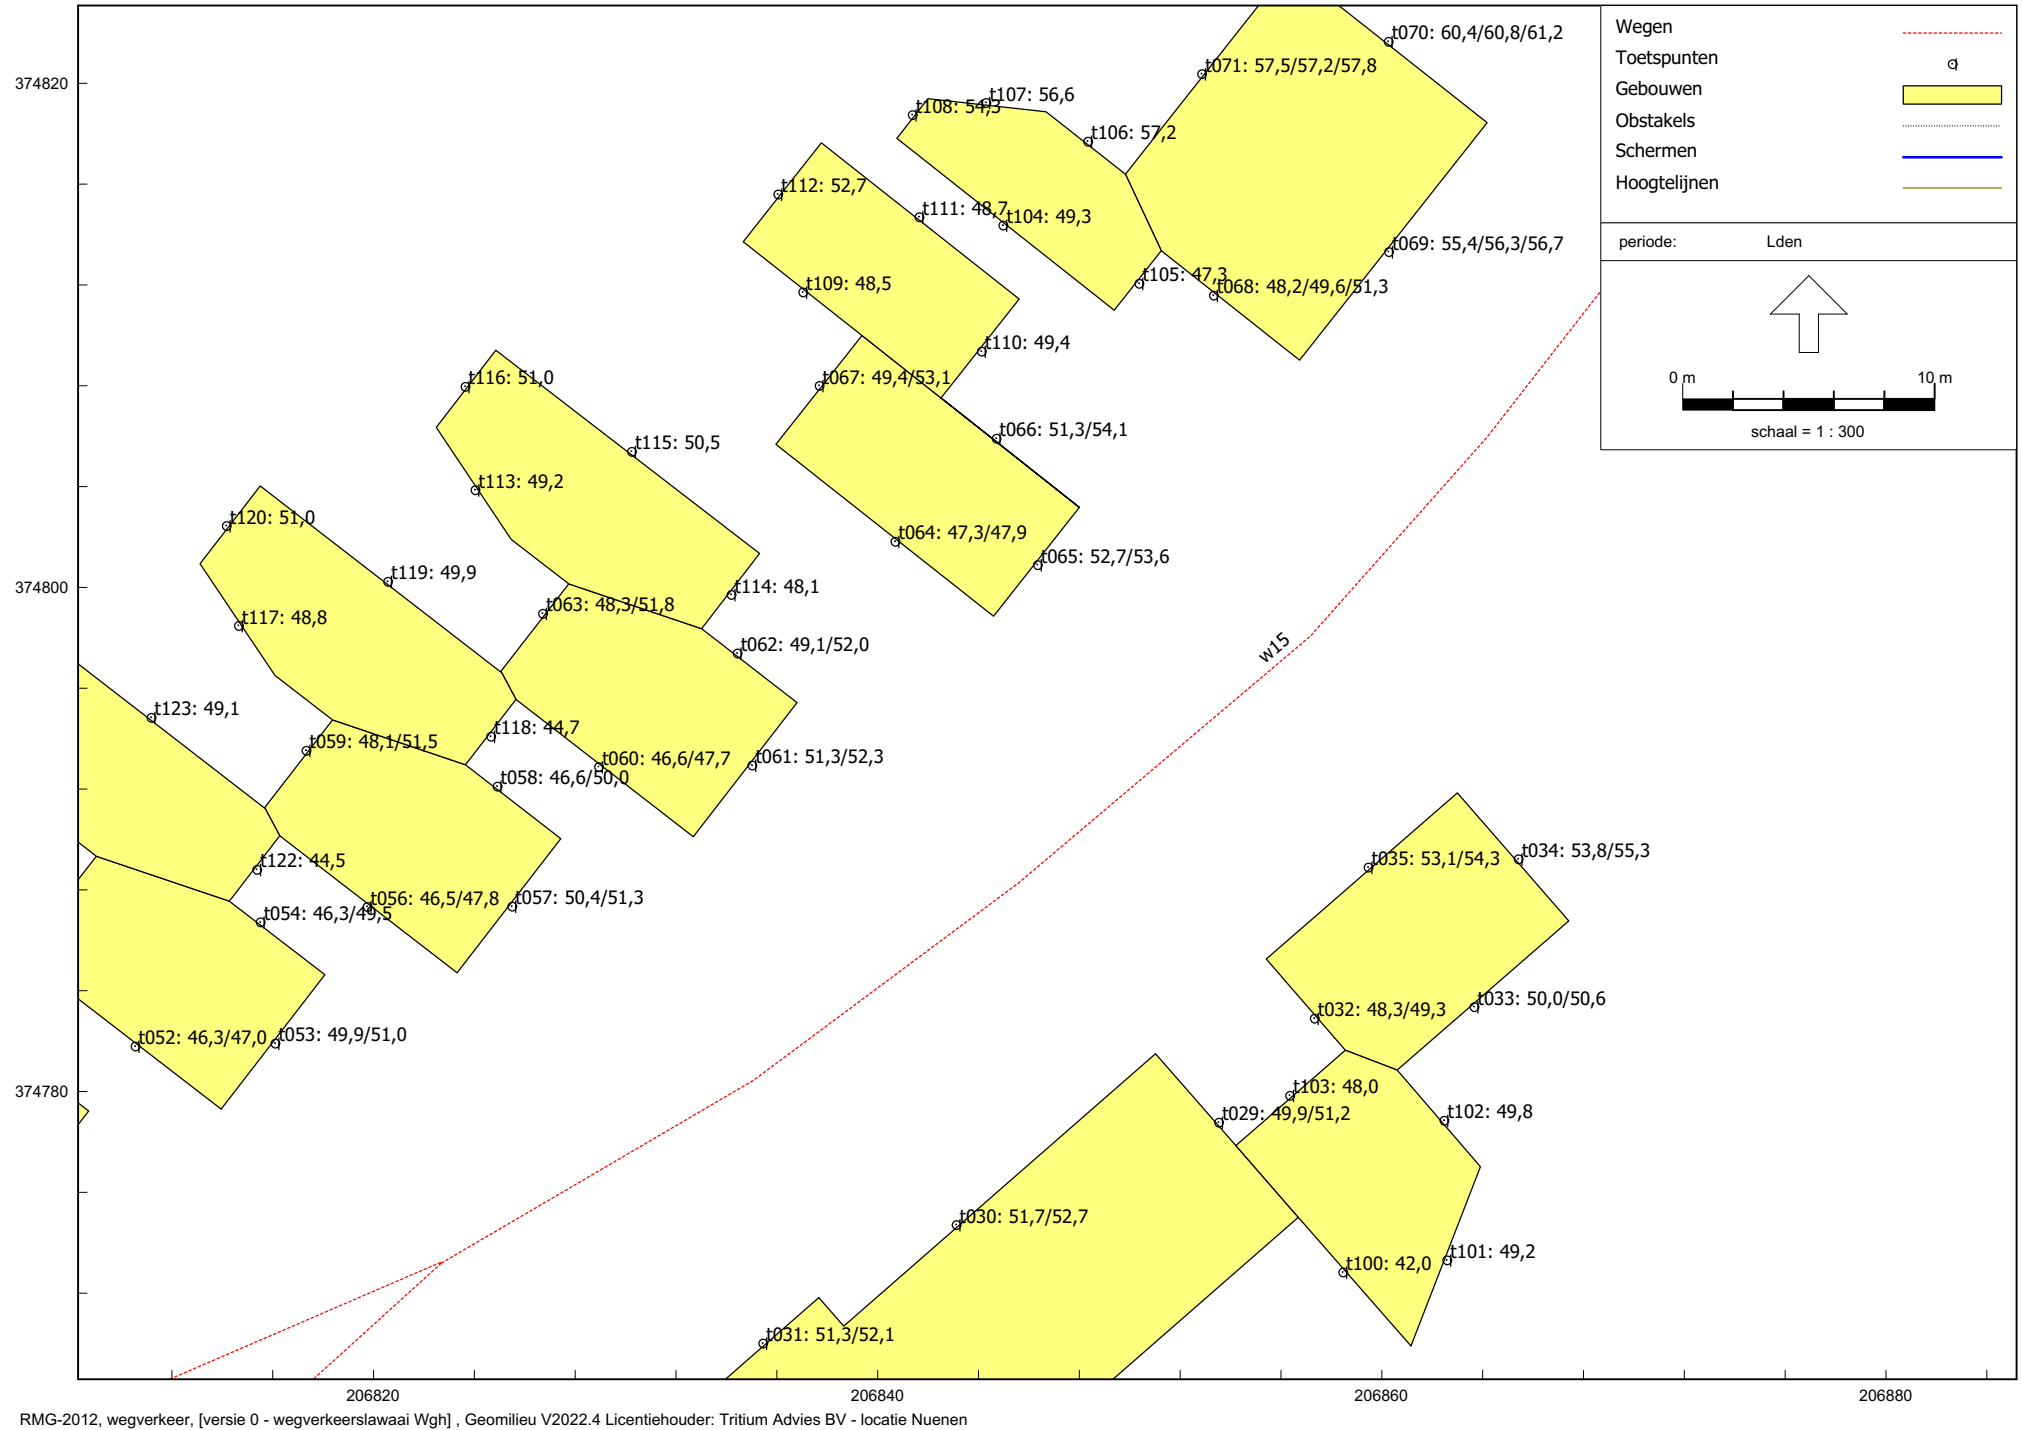 t070: 60,4/60,8/61,2
t071: 57,5/57,2/57,8
t107: 56,6
t108: 54,3
t106: 57,2
t112: 52,7
t111: 48,7
t104: 49,3
t069: 55,4/56,3/56,7
t105: 47,3
t068: 48,2/49,6/51,3
t109: 48,5
t110: 49,4
t067: 49,4/53,1
t116: 51,0
t066: 51,3/54,1
t115: 50,5
t113: 49,2
t120: 51,0
t064: 47,3/47,9
t065: 52,7/53,6
t119: 49,9
t114: 48,1
t063: 48,3/51,8
t117: 48,8
t062: 49,1/52,0
w15
t123: 49,1
t118: 44,7
t059: 48,1/51,5
t060: 46,6/47,7
t061: 51,3/52,3
t058: 46,6/50,0
t122: 44,5
t035: 53,1/54,3
t034: 53,8/55,3
t056: 46,5/47,8
t057: 50,4/51,3
t054: 46,3/49,5
t032: 48,3/49,3
t033: 50,0/50,6
t052: 46,3/47,0
t053: 49,9/51,0
t103: 48,0
t029: 49,9/51,2
t102: 49,8
t030: 51,7/52,7
t100: 42,0
t101: 49,2
t031: 51,3/52,1
374820
374800
374780
206820
206840
206860
206880
Wegen
Toetspunten
Gebouwen
Obstakels
Schermen
Hoogtelijnen
periode: Lden
0 m 10 m
schaal = 1 : 300
RMG-2012, wegverkeer, [versie 0 - wegverkeerslawaai Wgh] , Geomilieu V2022.4 Licentiehouder: Tritium Advies BV - locatie Nuenen